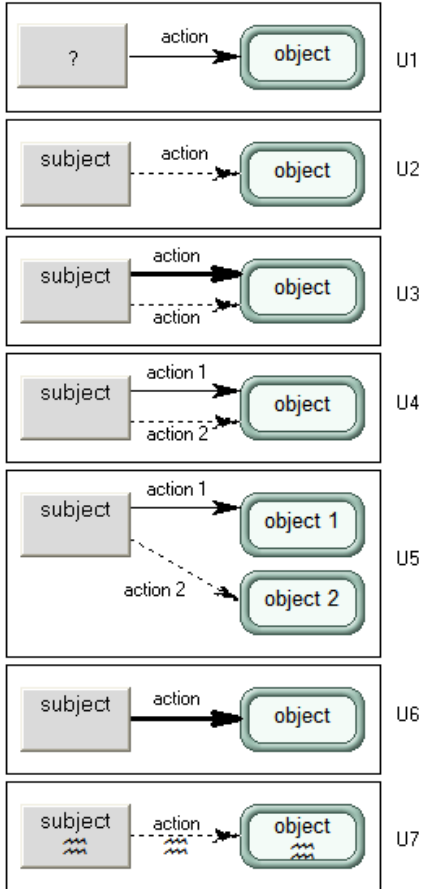 action
? object U1
subject action object U2
subject action object U3
action
subject action 1 object U4
action 2
subject action 1 object 1 U5
action 2 object 2
subject action object U6
subject action object U7